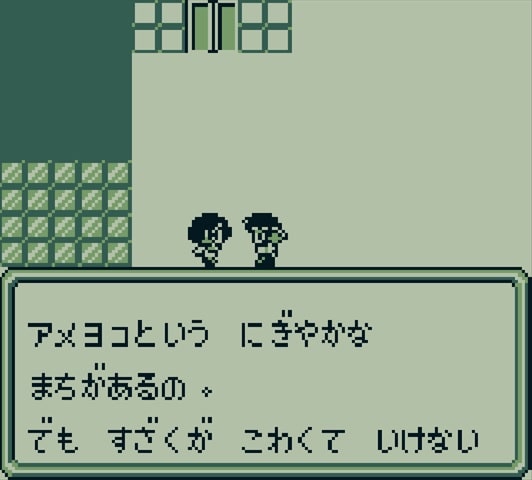 アメヨコという　にぎやかな
まちがあるの。
でも　すざくが　こわくて　いけない